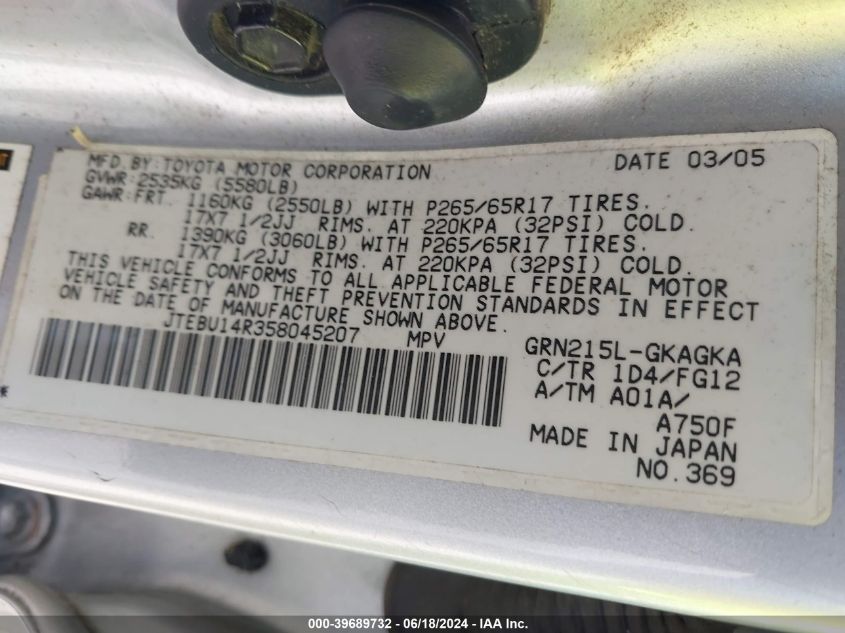 MFD. BY: TOYOTA MOTOR CORPORATION DATE 03/05
GVWR: 2535KG (5580LB)
GAWR: FRT. 1160KG (2550LB) WITH P265/65R17 TIRES.
17X7 1/2JJ RIMS. AT 220KPA (32PSI) COLD.
RR. 1390KG (3060LB) WITH P265/65R17 TIRES.
17X7 1/2JJ RIMS. AT 220KPA (32PSI) COLD.
THIS VEHICLE CONFORMS TO ALL APPLICABLE FEDERAL MOTOR
VEHICLE SAFETY AND THEFT PREVENTION STANDARDS IN EFFECT
ON THE DATE OF MANUFACTURE SHOWN ABOVE.
JTEBU14R358045207 MPV
GRN215L-GKAGKA
C/TR 1D4/FG12
A/TM A01A/
A750F
MADE IN JAPAN
NO.369
000-39689732 - 06/18/2024 - IAA, Inc.